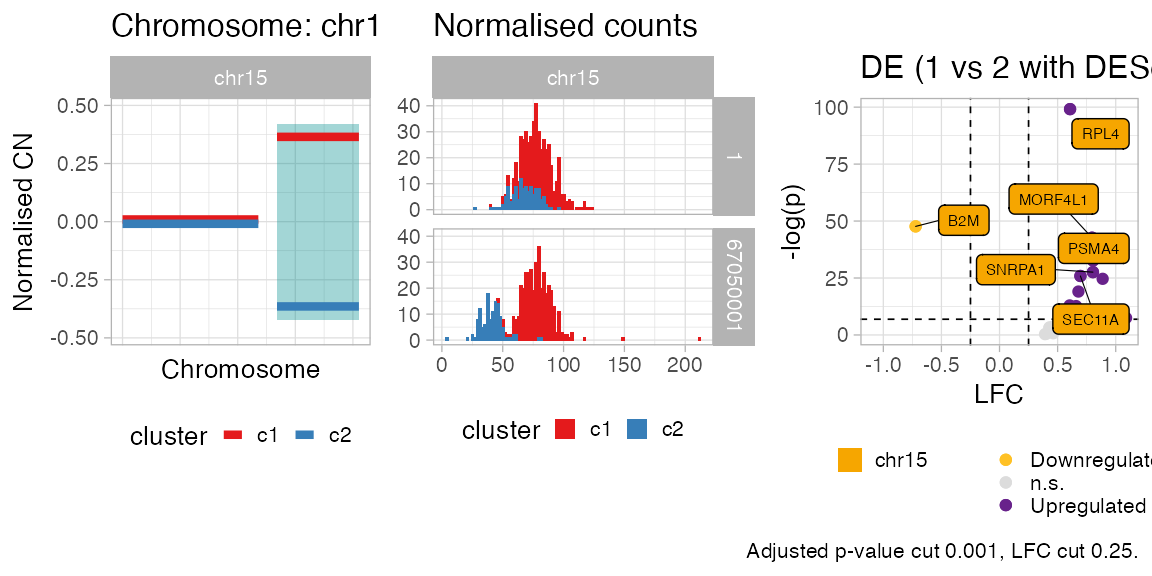 Chromosome: chr1
Normalised counts
DE (1 vs 2 with DESe
chr15
chr15
Normalised CN
0.50
0.25
0.00
-0.25
-0.50
Chromosome
cluster c1 c2
40
30
20
10
0
1
40
30
20
10
0
67050001
0 50 100 150 200
cluster c1 c2
-log(p)
100
75
50
25
0
RPL4
MORF4L1
B2M
PSMA4
SNRPA1
SEC11A
-1.0 -0.5 0.0 0.5 1.0
LFC
chr15
Downregulate
n.s.
Upregulated
Adjusted p-value cut 0.001, LFC cut 0.25.